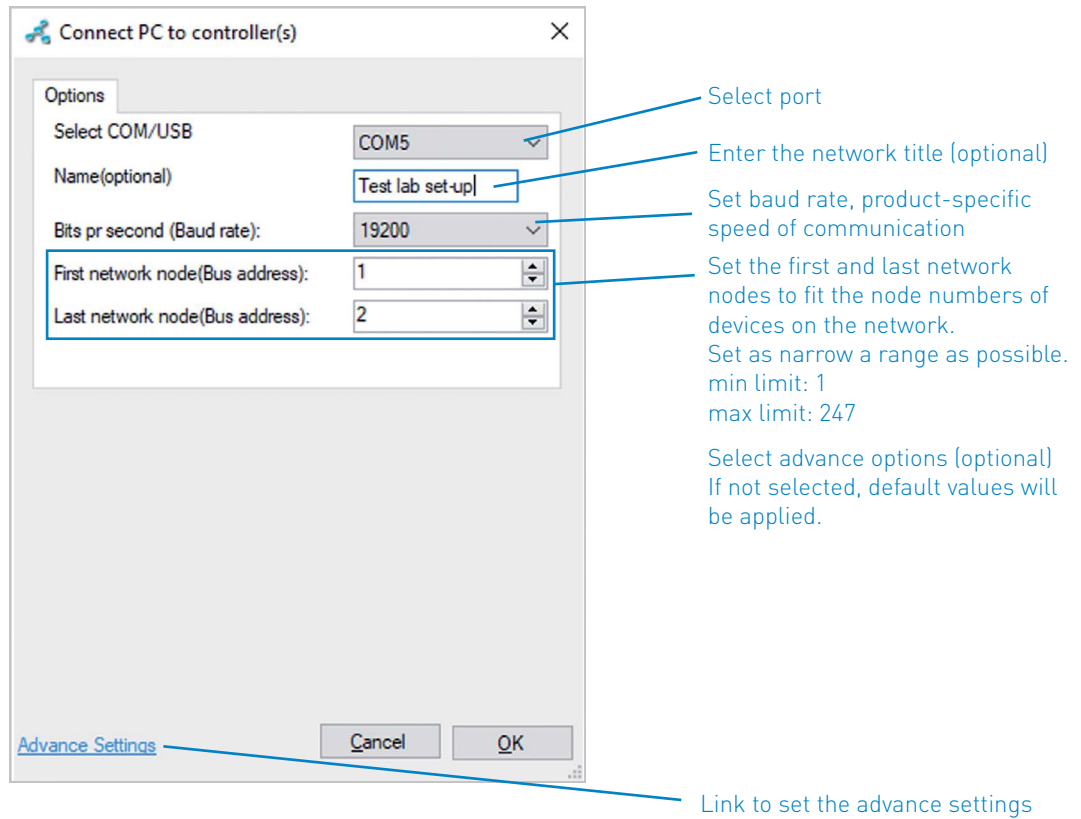 Connect PC to controller(s)
Options
Select COM/USB
COM5
Select port
Name(optional)
Test lab set-up
Enter the network title (optional)
Bits pr second (Baud rate):
19200
Set baud rate, product-specific
speed of communication
First network node(Bus address):
1
Last network node(Bus address):
2
Set the first and last network
nodes to fit the node numbers of
devices on the network.
Set as narrow a range as possible.
min limit: 1
max limit: 247
Select advance options (optional)
If not selected, default values will
be applied.
Advance Settings
Cancel
OK
Link to set the advance settings